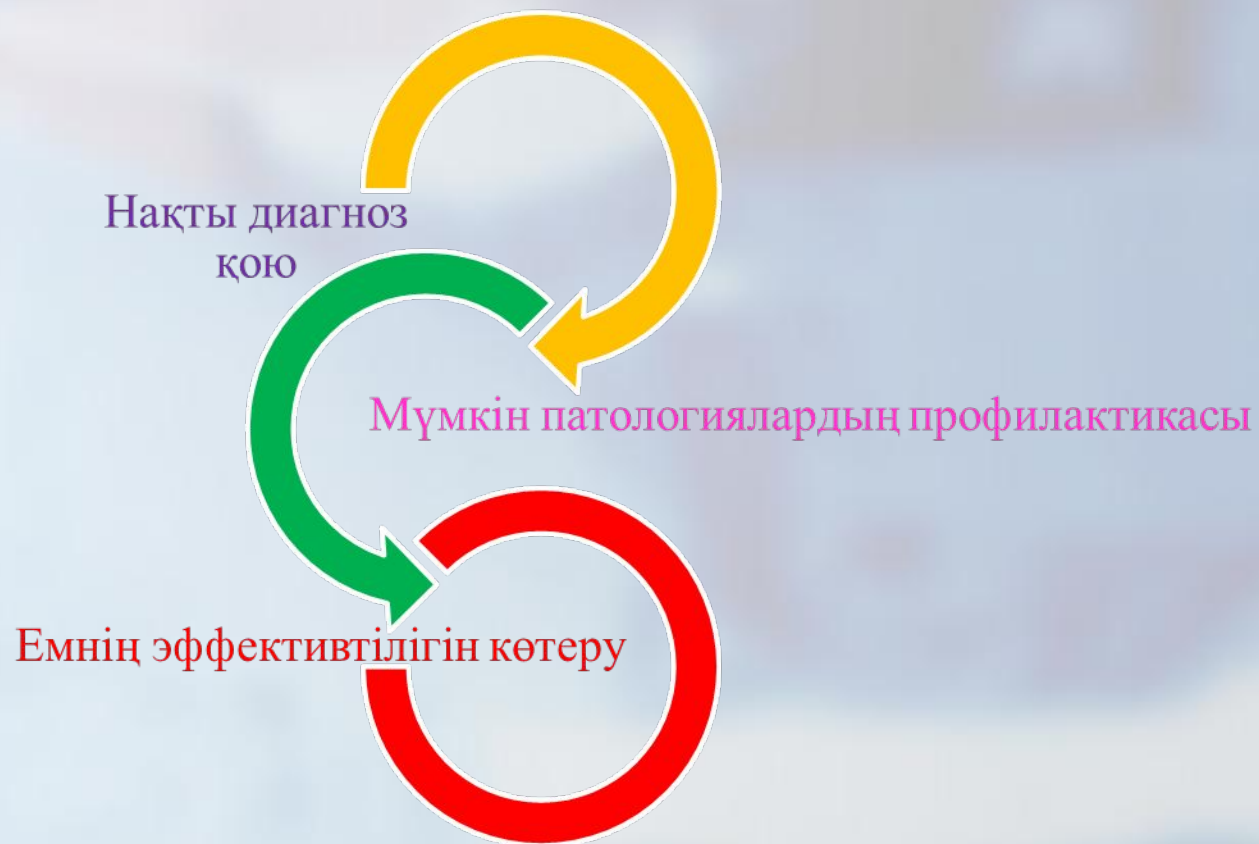 Нақты диагноз
қою
Мүмкін патологиялардың профилактикасы
Емнің эффективтілігін көтеру